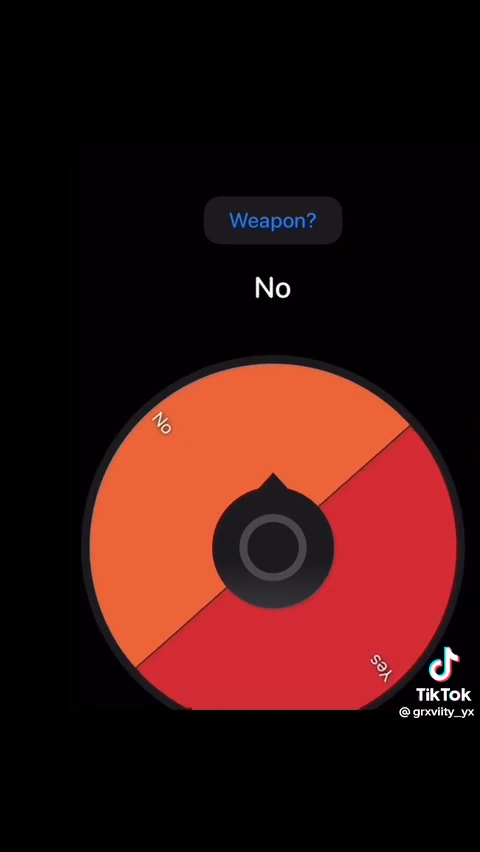 Weapon?
No
No
Yes
TikTok
@grxviity_yx